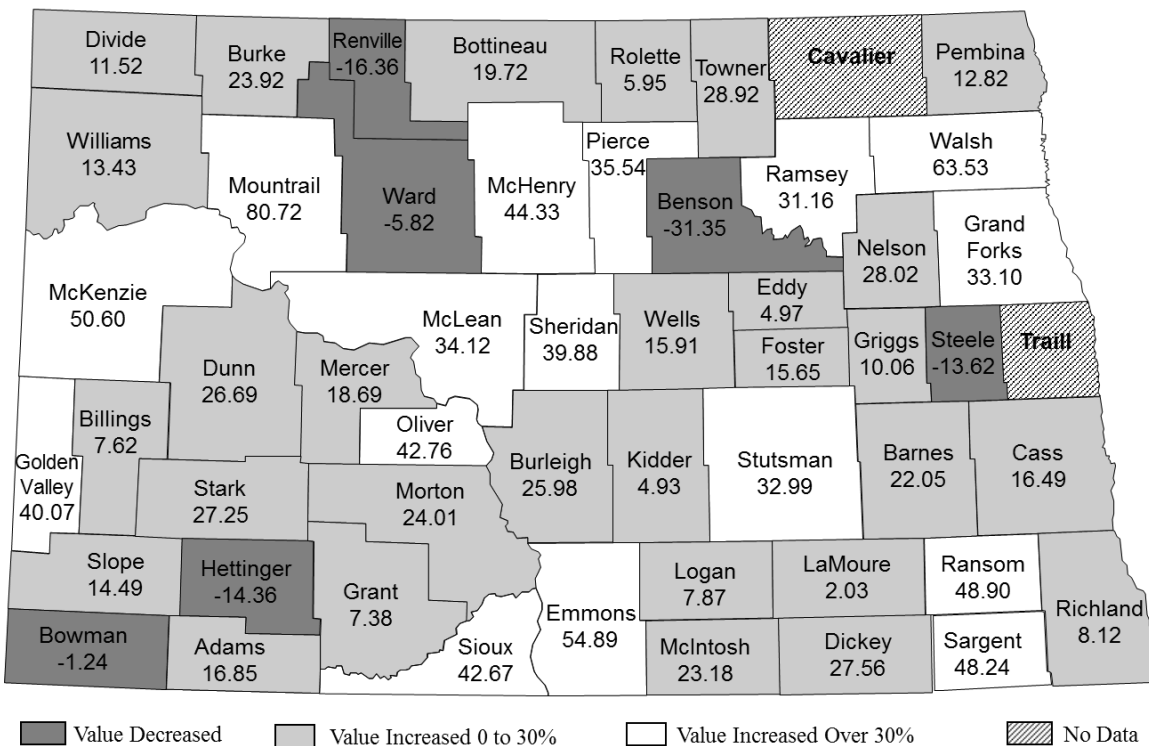 Divide
11.52
Burke
23.92
Renville
-16.36
Bottineau
19.72
Rolette
5.95
Towner
28.92
Cavalier
Pembina
12.82
Williams
13.43
Mountrail
80.72
Ward
-5.82
McHenry
44.33
Pierce
35.54
Benson
-31.35
Ramsey
31.16
Walsh
63.53
Nelson
28.02
Grand
Forks
33.10
McKenzie
50.60
Dunn
26.69
Mercer
18.69
McLean
34.12
Sheridan
39.88
Wells
15.91
Eddy
4.97
Foster
15.65
Griggs
10.06
Steele
-13.62
Traill
Golden
Valley
40.07
Billings
7.62
Oliver
42.76
Burleigh
25.98
Kidder
4.93
Stutsman
32.99
Barnes
22.05
Cass
16.49
Stark
27.25
Morton
24.01
Slope
14.49
Hettinger
-14.36
Grant
7.38
Bowman
-1.24
Adams
16.85
Sioux
42.67
Emmons
54.89
Logan
7.87
LaMoure
2.03
Ransom
48.90
Richland
8.12
McIntosh
23.18
Dickey
27.56
Sargent
48.24
Value Decreased
Value Increased 0 to 30%
Value Increased Over 30%
No Data